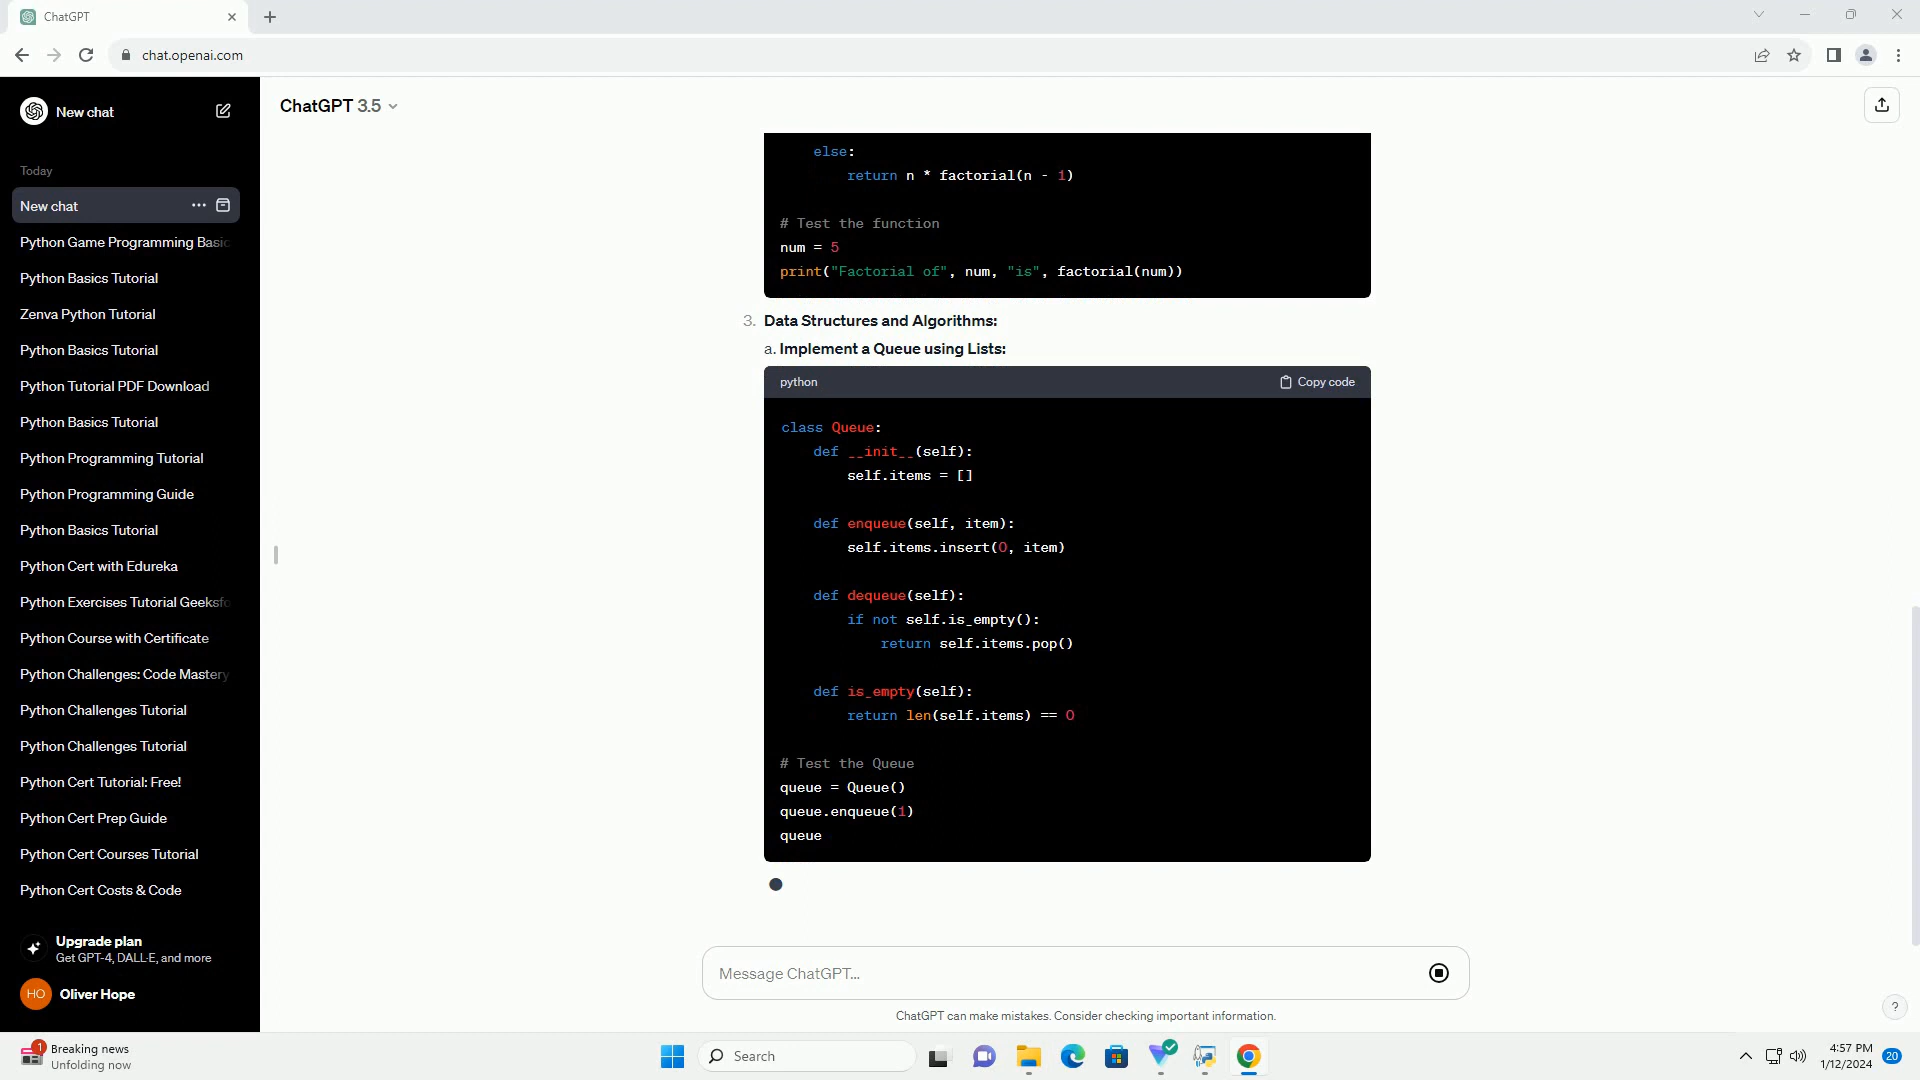 ChatGPT
chat.openai.com
New chat
Today
New chat
Python Game Programming Basic
Python Basics Tutorial
Zenva Python Tutorial
Python Basics Tutorial
Python Tutorial PDF Download
Python Basics Tutorial
Python Programming Tutorial
Python Programming Guide
Python Basics Tutorial
Python Cert with Edureka
Python Exercises Tutorial Geeksfo
Python Course with Certificate
Python Challenges: Code Mastery
Python Challenges Tutorial
Python Challenges Tutorial
Python Cert Tutorial: Free!
Python Cert Prep Guide
Python Cert Courses Tutorial
Python Cert Costs & Code
Upgrade plan
Get GPT-4, DALL·E, and more
HO Oliver Hope
ChatGPT 3.5
else:
return n * factorial(n - 1)
# Test the function
num = 5
print("Factorial of", num, "is", factorial(num))
3. Data Structures and Algorithms:
a. Implement a Queue using Lists:
python Copy code
class Queue:
def __init__(self):
self.items = []
def enqueue(self, item):
self.items.insert(0, item)
def dequeue(self):
if not self.is_empty():
return self.items.pop()
def is_empty(self):
return len(self.items) == 0
# Test the Queue
queue = Queue()
queue.enqueue(1)
queue
Message ChatGPT...
ChatGPT can make mistakes. Consider checking important information.
?
1 Breaking news
Unfolding now
Search
4:57 PM
1/12/2024
20